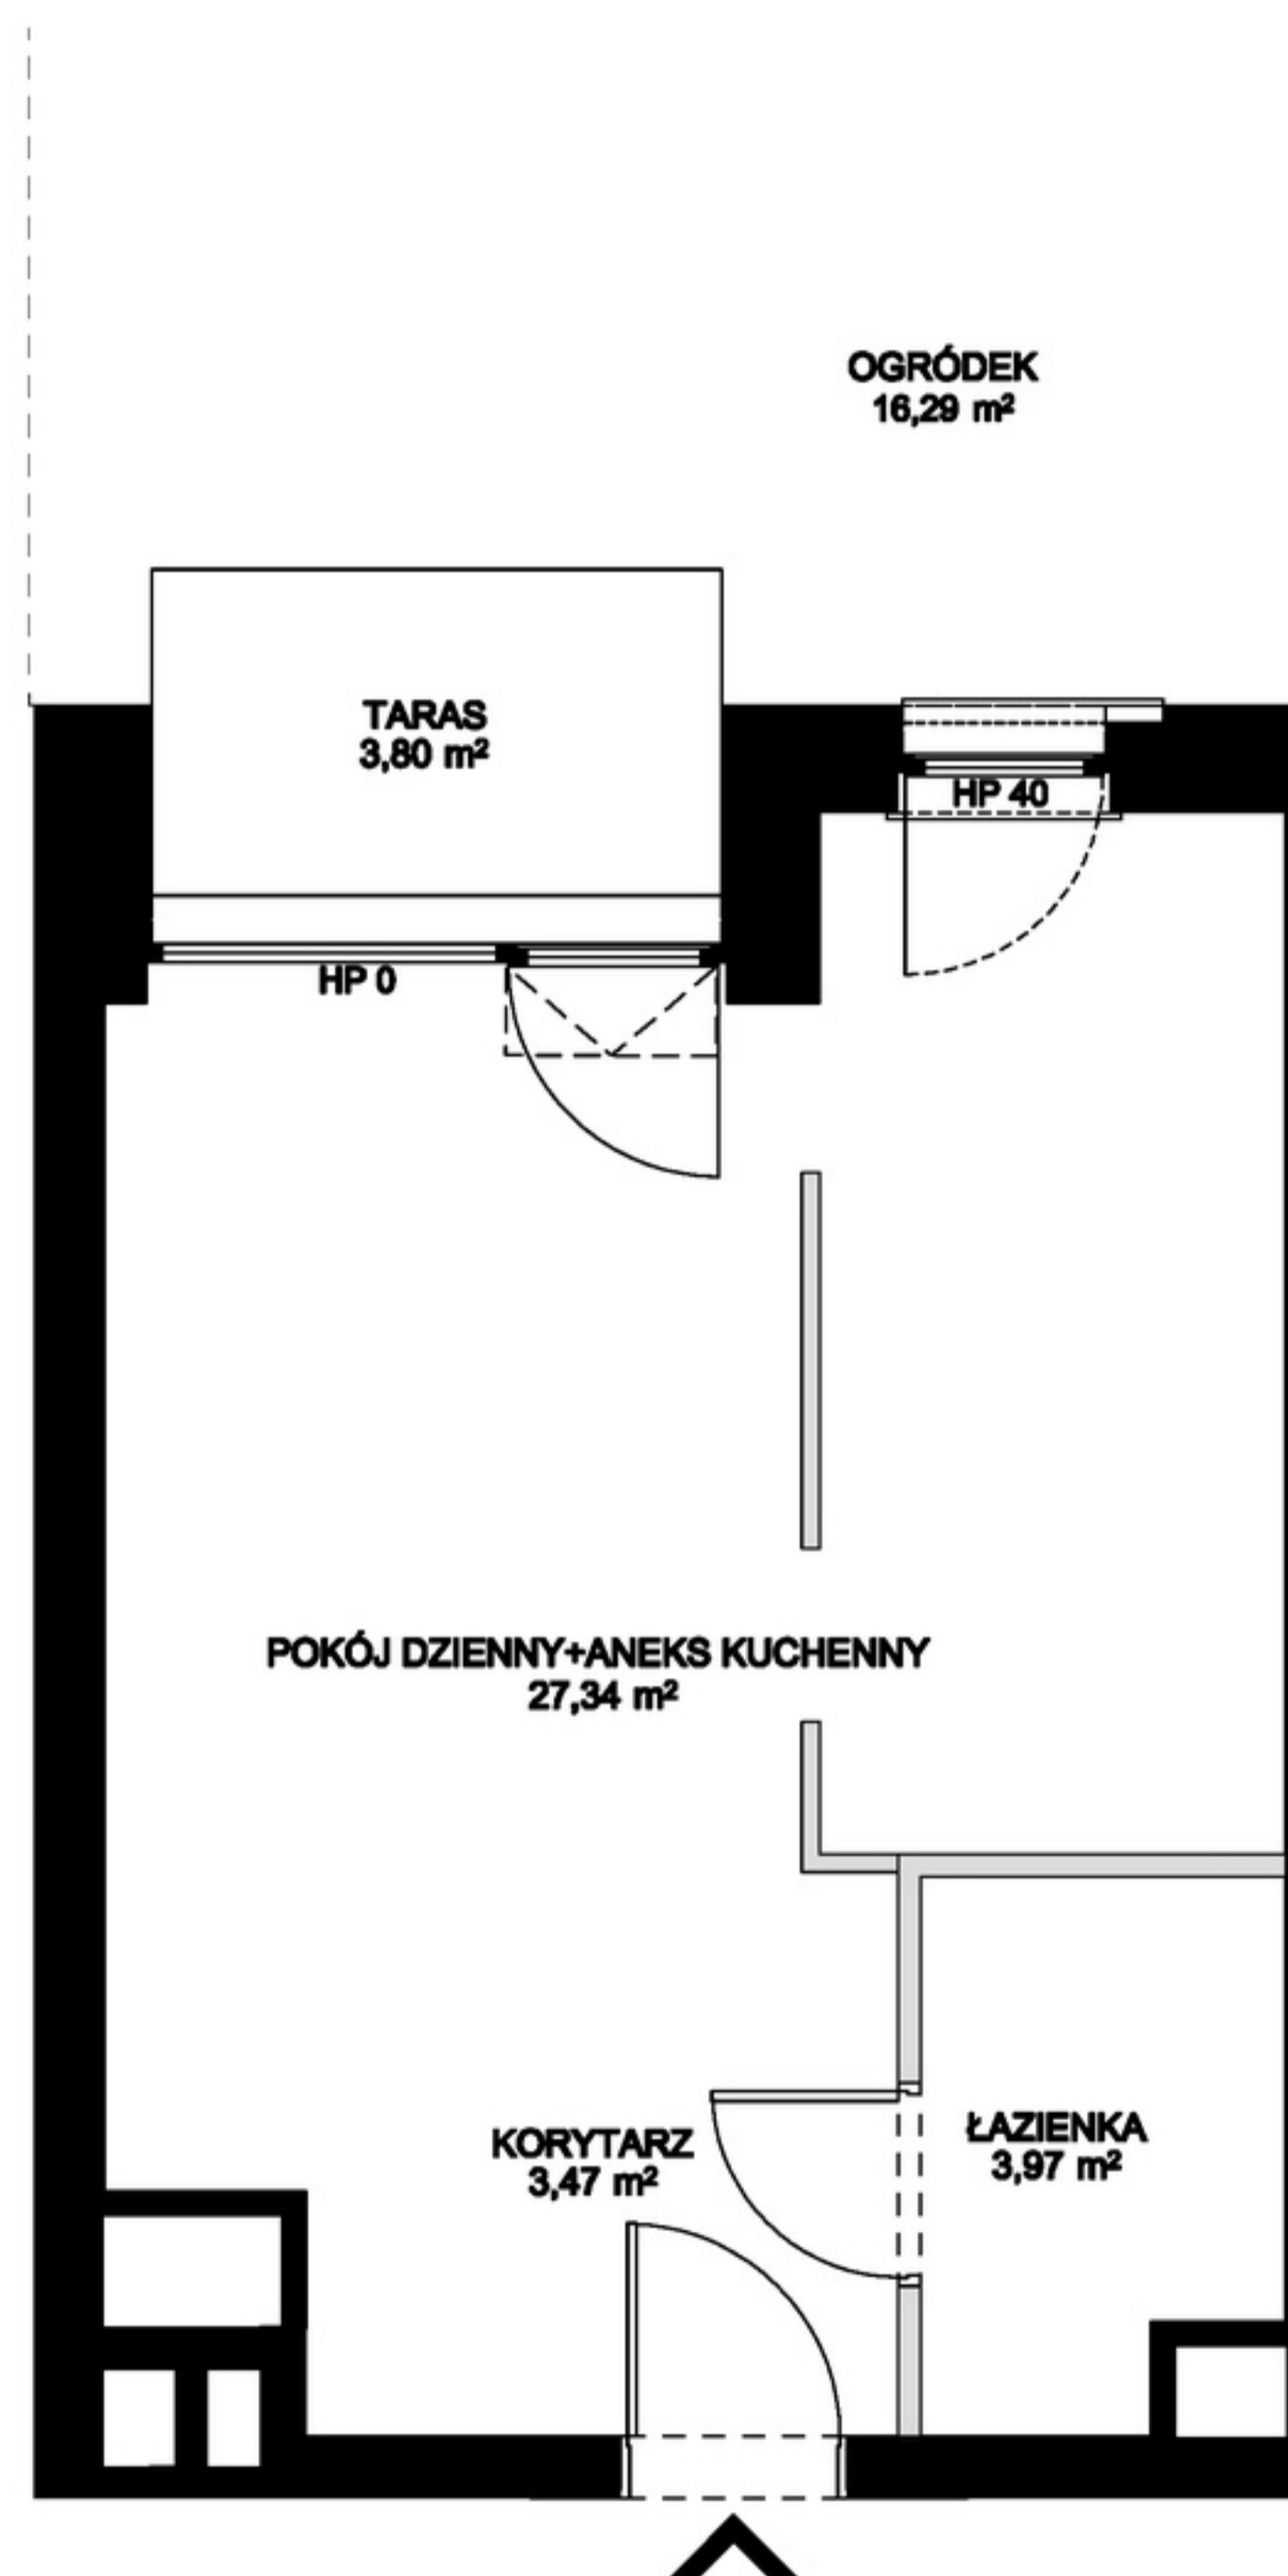 OGRÓDEK
16,29 m²
TARAS
3,80 m²
HP 40
HP 0
POKÓJ DZIENNY+ANEKS KUCHENNY
27,34 m²
KORYTARZ
3,47 m²
ŁAZIENKA
3,97 m²